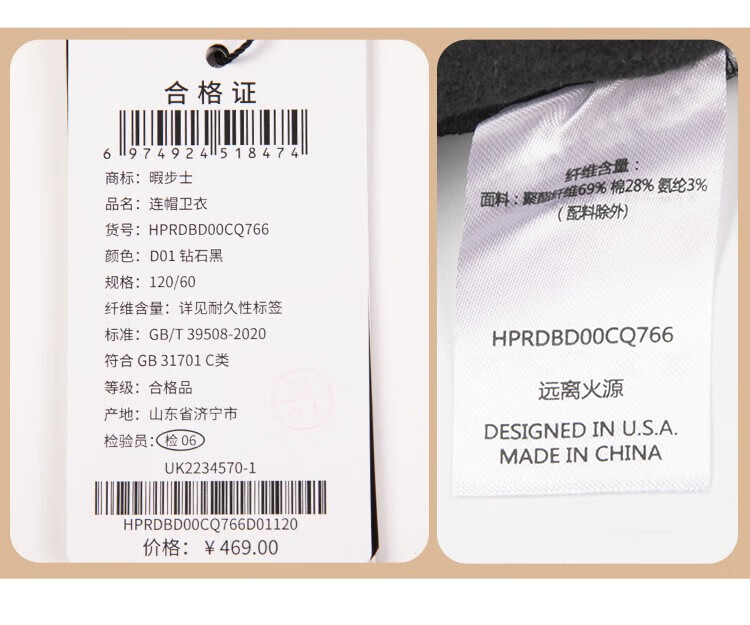 合格证
6 974924 518474
商标：暇步士
品名：连帽卫衣
货号：HPRDBD00CQ766
颜色：D01 钻石黑
规格：120/60
纤维含量：详见耐久性标签
标准：GB/T 39508-2020
符合 GB 31701 C类
等级：合格品
产地：山东省济宁市
检验员：检 06
UK2234570-1
HPRDBD00CQ766D01120
价格：￥469.00
纤维含量：
面料：聚酯纤维69% 棉28% 氨纶3%
（配料除外）
HPRDBD00CQ766
远离火源
DESIGNED IN U.S.A.
MADE IN CHINA